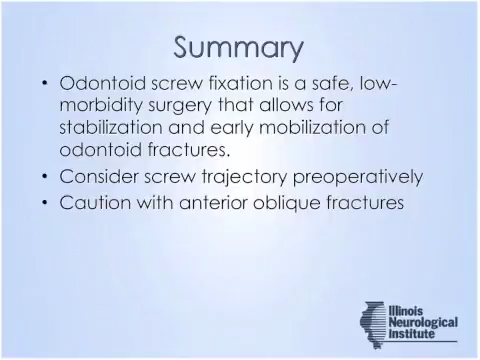 Summary
• Odontoid screw fixation is a safe, low-
morbidity surgery that allows for
stabilization and early mobilization of
odontoid fractures.
• Consider screw trajectory preoperatively
• Caution with anterior oblique fractures
Illinois
Neurological
Institute